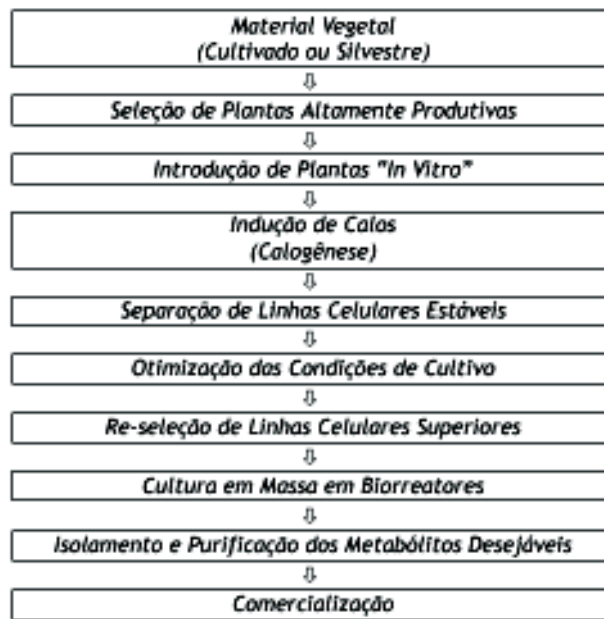 Material Vegetal
(Cultivado ou Silvestre)
Seleção de Plantas Altamente Produtivas
Introdução de Plantas "In Vitro"
Indução de Calos
(Calogênese)
Separação de Linhas Celulares Estáveis
Otimização das Condições de Cultivo
Re-seleção de Linhas Celulares Superiores
Cultura em Massa em Biorreatores
Isolamento e Purificação dos Metabólitos Desejáveis
Comercialização